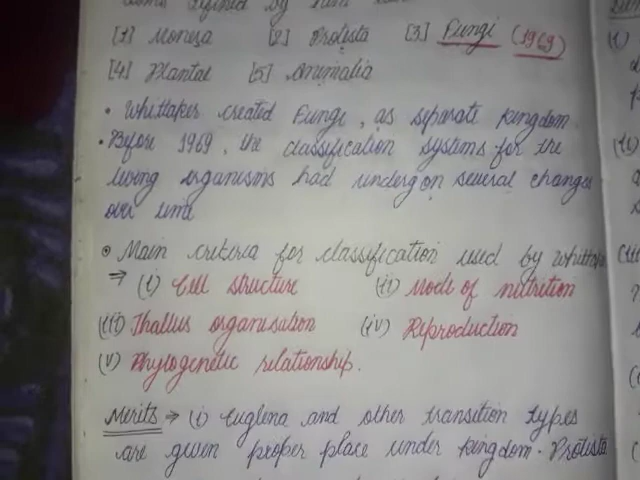 defined by
[1] Monera [2] Protista [3] Fungi (1969)
[4] Plantae [5] Animalia
• Whittaker created Fungi, as separate kingdom.
• Before 1969, the classification systems for the
living organisms had undergon several changes
over time
⊙ Main criteria for classification used by Whittaker
⇒ (i) Cell structure (ii) Mode of nutrition
(iii) Thallus organisation (iv) Reproduction
(v) Phylogenetic relationship.
Merits → (i) Euglena and other transition types
are given proper place under kingdom. Protista